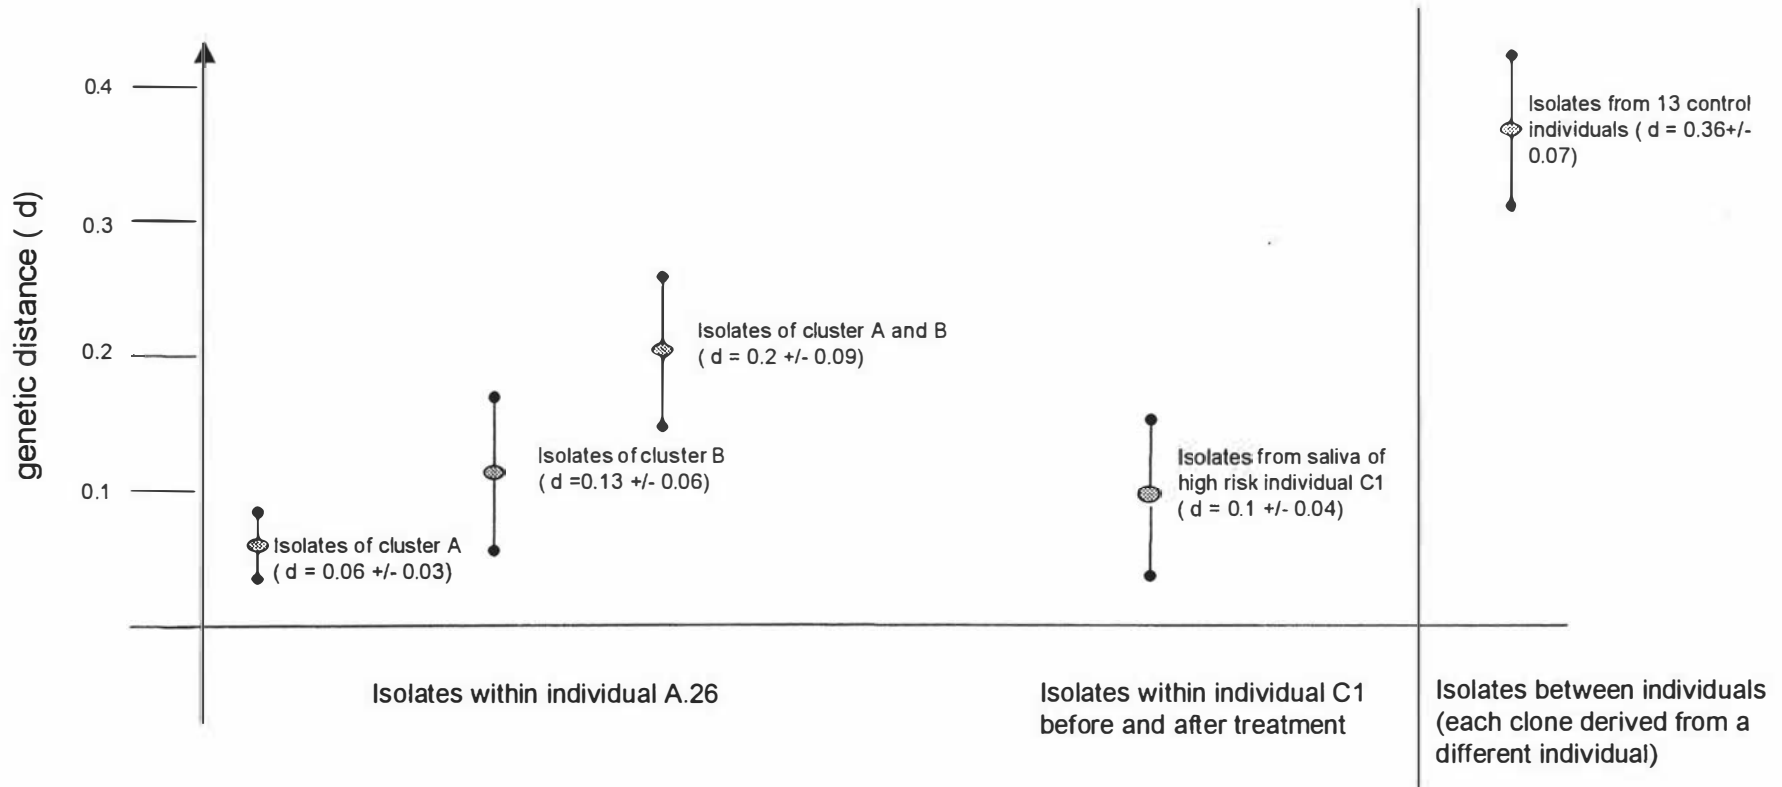 genetic distance ( d)
0.4
0.3
0.2
0.1
Isolates of cluster A
( d = 0.06 +/- 0.03)
Isolates of cluster B
( d =0.13 +/- 0.06)
Isolates of cluster A and B
( d = 0.2 +/- 0.09)
Isolates from saliva of
high risk individual C1
( d = 0.1 +/- 0.04)
Isolates from 13 control
individuals ( d = 0.36+/-
0.07)
Isolates within individual A.26
Isolates within individual C1
before and after treatment
Isolates between individuals
(each clone derived from a
different individual)